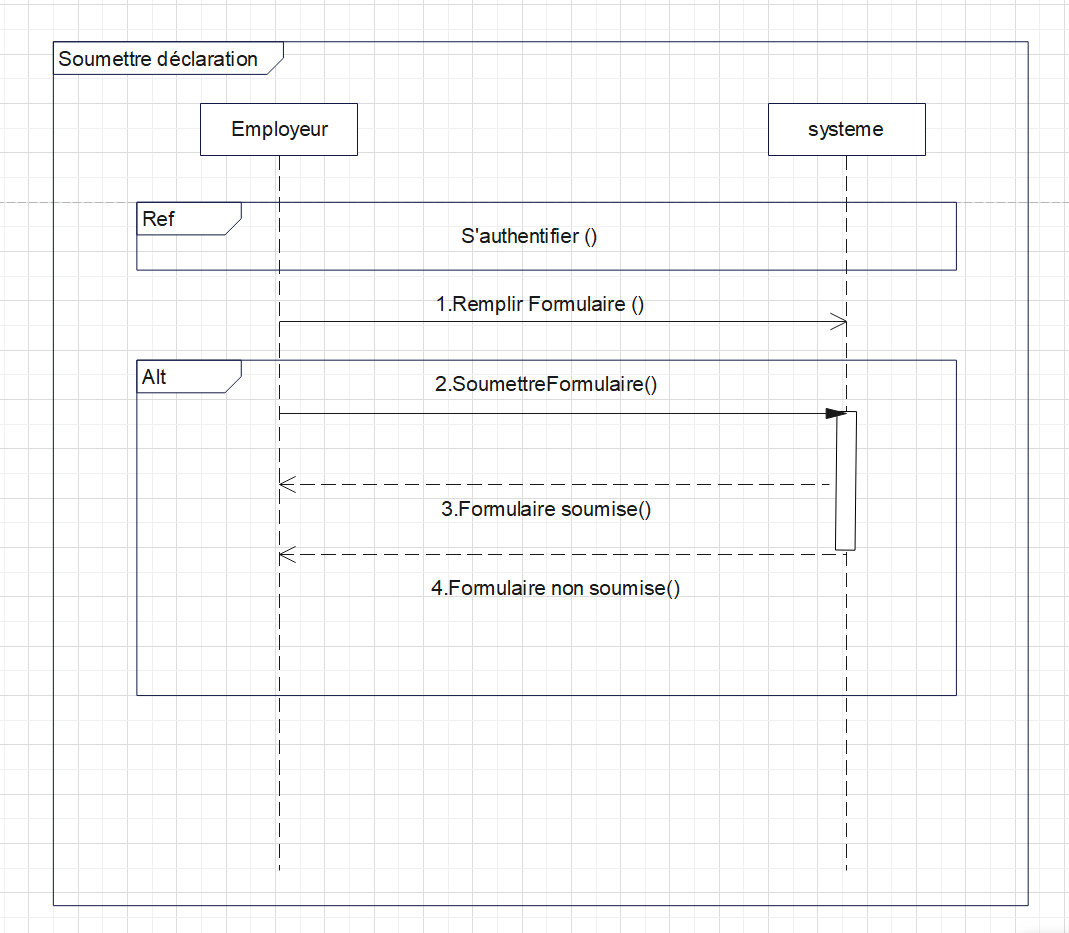 Soumettre déclaration
Employeur
systeme
Ref
S'authentifier ()
1.Remplir Formulaire ()
Alt
2.SoumettreFormulaire()
3.Formulaire soumise()
4.Formulaire non soumise()